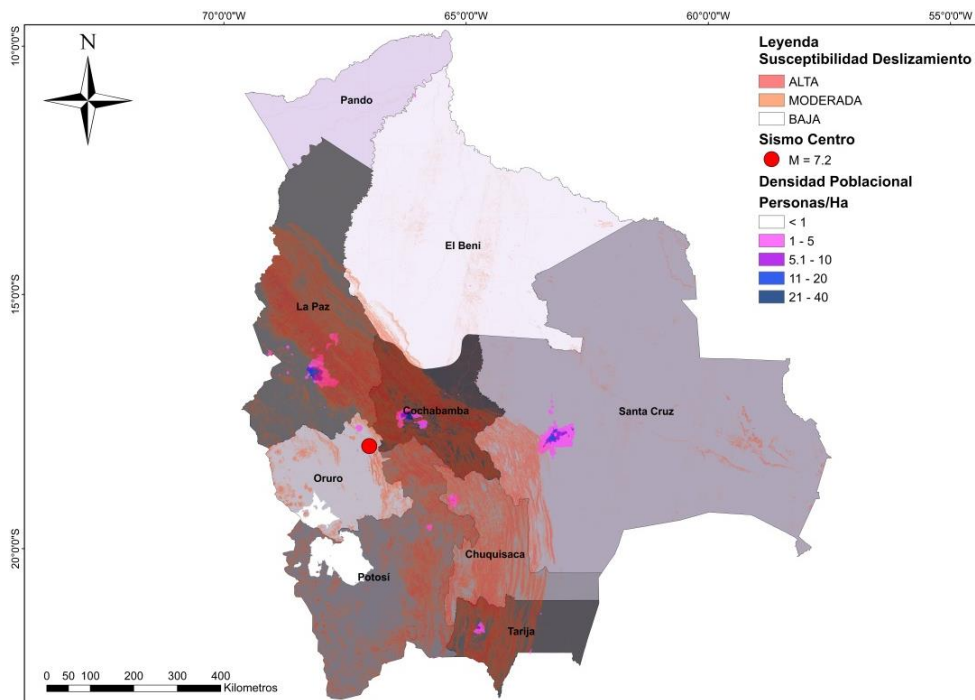 70°0'0"W 65°0'0"W 60°0'0"W 55°0'0"W
10°0'0"S
15°0'0"S
20°0'0"S
N
Leyenda
Susceptibilidad Deslizamiento
ALTA
MODERADA
BAJA
Sismo Centro
M = 7.2
Densidad Poblacional
Personas/Ha
< 1
1 - 5
5.1 - 10
11 - 20
21 - 40
Pando
El Beni
La Paz
Cochabamba
Santa Cruz
Oruro
Chuquisaca
Potosí
Tarija
0 50 100 200 300 400
Kilometros